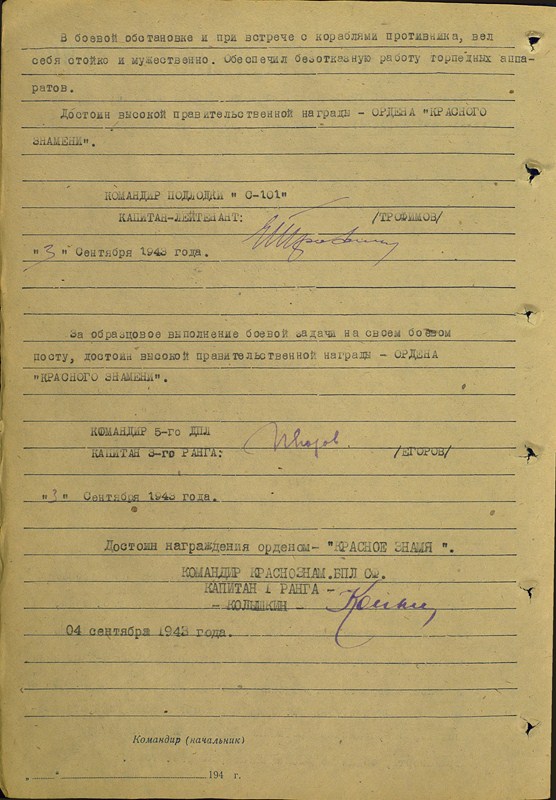 В боевой обстановке и при встрече с кораблями противника, вел
себя стойко и мужественно. Обеспечил безотказную работу торпедных аппа-
ратов.
Достоин высокой правительственной награды - ОРДЕНА "КРАСНОГО
ЗНАМЕНИ".
КОМАНДИР ПОДЛОДКИ " С-101"
КАПИТАН-ЛЕЙТЕНАНТ: /ТРОФИМОВ/
"3" Сентября 1943 года.
За образцовое выполнение боевой задачи на своем боевом
посту, достоин высокой правительственной награды - ОРДЕНА
"КРАСНОГО ЗНАМЕНИ".
КОМАНДИР 5-го ДПЛ
КАПИТАН 3-го РАНГА: Егоров /ЕГОРОВ/
"3" Сентября 1943 года.
Достоин награждения орденом- "КРАСНОЕ ЗНАМЯ ".
КОМАНДИР КРАСНОЗНАМ.БПЛ СФ.
КАПИТАН I РАНГА -
- КОЛЫШКИН -
04 сентября 1943 года.
Командир (начальник)
"___"__________194 г.